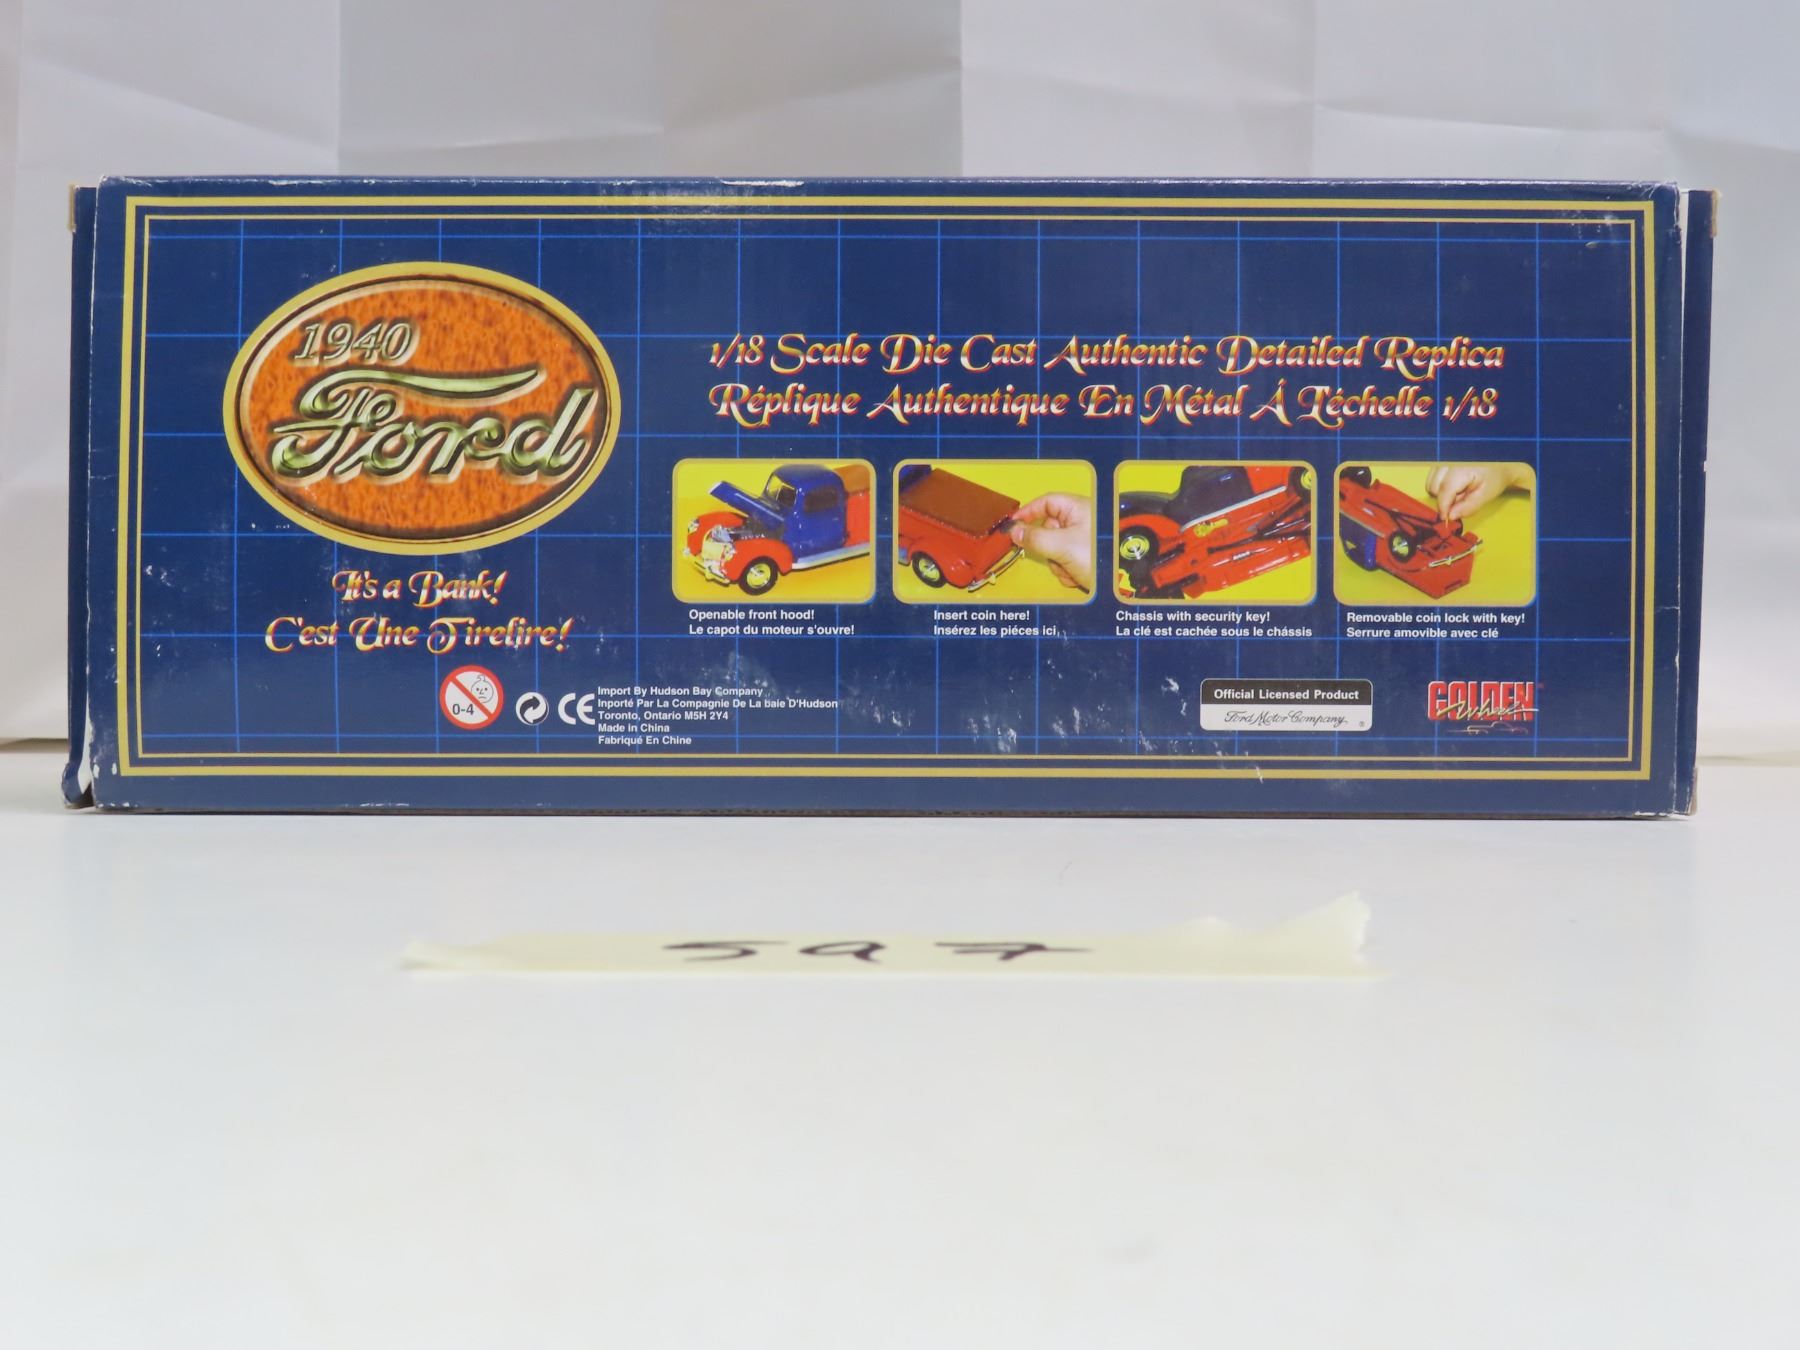 1940
Ford
It's a Bank!
C'est Une Tirelire!
1/18 Scale Die Cast Authentic Detailed Replica
Réplique Authentique En Métal Á L'échelle 1/18
Openable front hood!
Le capot du moteur s'ouvre!
Insert coin here!
Insérez les piéces ici,
Chassis with security key!
La clé est cachée sous le chássis
Removable coin lock with key!
Serrure amovible avec clé
0-4
CE
Import By Hudson Bay Company
Inporté Par La Compagnie De La baie D'Hudson
Toronto, Ontario M5H 2Y4
Made In China
Fabriqué En Chine
Official Licensed Product
Ford Motor Company
®
GOLDEN
Wheel
597